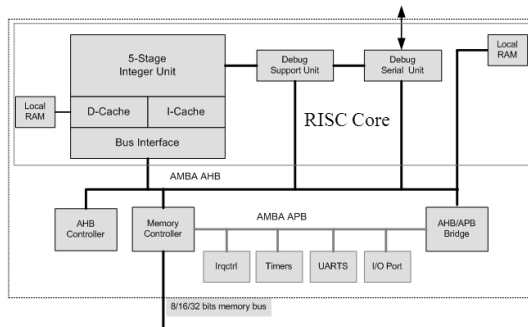 5-Stage
Integer Unit
Debug
Support Unit
Debug
Serial Unit
Local
RAM
Local
RAM
D-Cache
I-Cache
RISC Core
Bus Interface
AMBA AHB
AHB
Controller
Memory
Controller
AMBA APB
AHB/APB
Bridge
Irqctrl
Timers
UARTS
I/O Port
8/16/32 bits memory bus